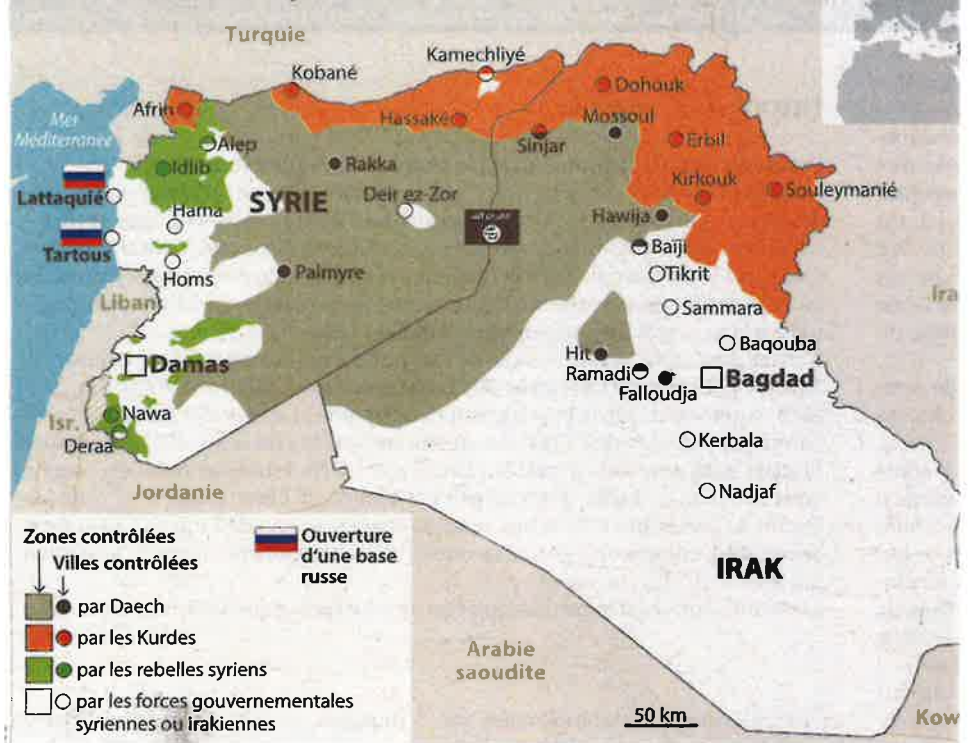 Turquie
Kamechliyé
Kobané
Dohouk
Afrin
Hassaké
Mossoul
Mer
Méditerranée
Alep
Sinjar
Erbil
Idlib
Rakka
Kirkouk
Souleymanié
Lattaquié
SYRIE
Deir ez-Zor
Hama
Hawija
Tartous
Baïji
Homs
Palmyre
Tikrit
Liban
Ira
Sammara
Baqouba
Damas
Hit
Ramadi
Bagdad
Falloudja
Isr.
Nawa
Deraa
Kerbala
Jordanie
Nadjaf
Zones contrôlées
Villes contrôlées
par Daech
par les Kurdes
par les rebelles syriens
par les forces gouvernementales
syriennes ou irakiennes
Ouverture
d'une base
russe
IRAK
Arabie
saoudite
50 km
Kow